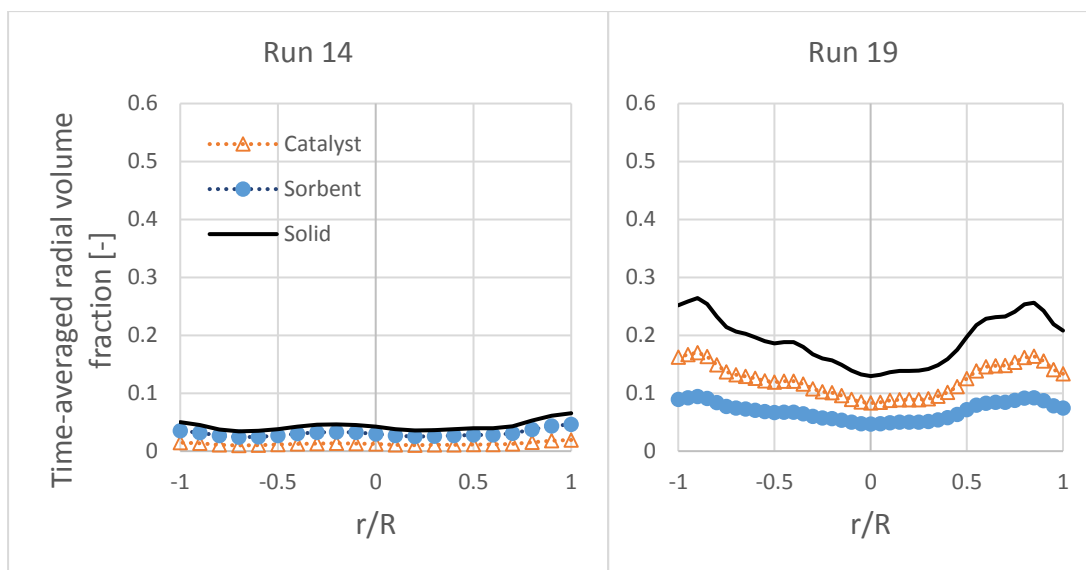 Run 14
Time-averaged radial volume
fraction [-]
0.6
0.5
0.4
0.3
0.2
0.1
0
Catalyst
Sorbent
Solid
-1 -0.5 0 0.5 1
r/R
Run 19
0.6
0.5
0.4
0.3
0.2
0.1
0
-1 -0.5 0 0.5 1
r/R